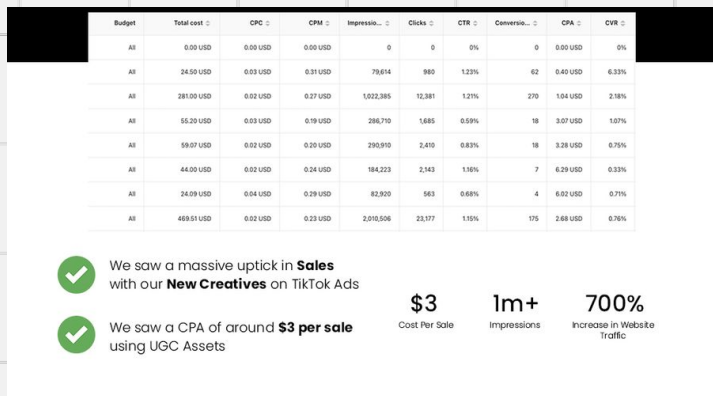 Budget Total cost CPC CPM Impressio... Clicks CTR Conversio... CPA CVR
All 0.00 USD 0.00 USD 0.00 USD 0 0 0% 0 0.00 USD 0%
All 24.50 USD 0.03 USD 0.31 USD 79,614 980 1.23% 62 0.40 USD 6.33%
All 281.00 USD 0.02 USD 0.27 USD 1,022,385 12,381 1.21% 270 1.04 USD 2.18%
All 55.20 USD 0.03 USD 0.19 USD 286,710 1,685 0.59% 18 3.07 USD 1.07%
All 59.07 USD 0.02 USD 0.20 USD 290,910 2,410 0.83% 18 3.28 USD 0.75%
All 44.00 USD 0.02 USD 0.24 USD 184,223 2,143 1.16% 7 6.29 USD 0.33%
All 24.09 USD 0.04 USD 0.29 USD 82,920 563 0.68% 4 6.02 USD 0.71%
All 469.51 USD 0.02 USD 0.23 USD 2,010,506 23,177 1.15% 175 2.68 USD 0.76%
We saw a massive uptick in Sales
with our New Creatives on TikTok Ads
We saw a CPA of around $3 per sale
using UGC Assets
$3
Cost Per Sale
1m+
Impressions
700%
Increase in Website
Traffic